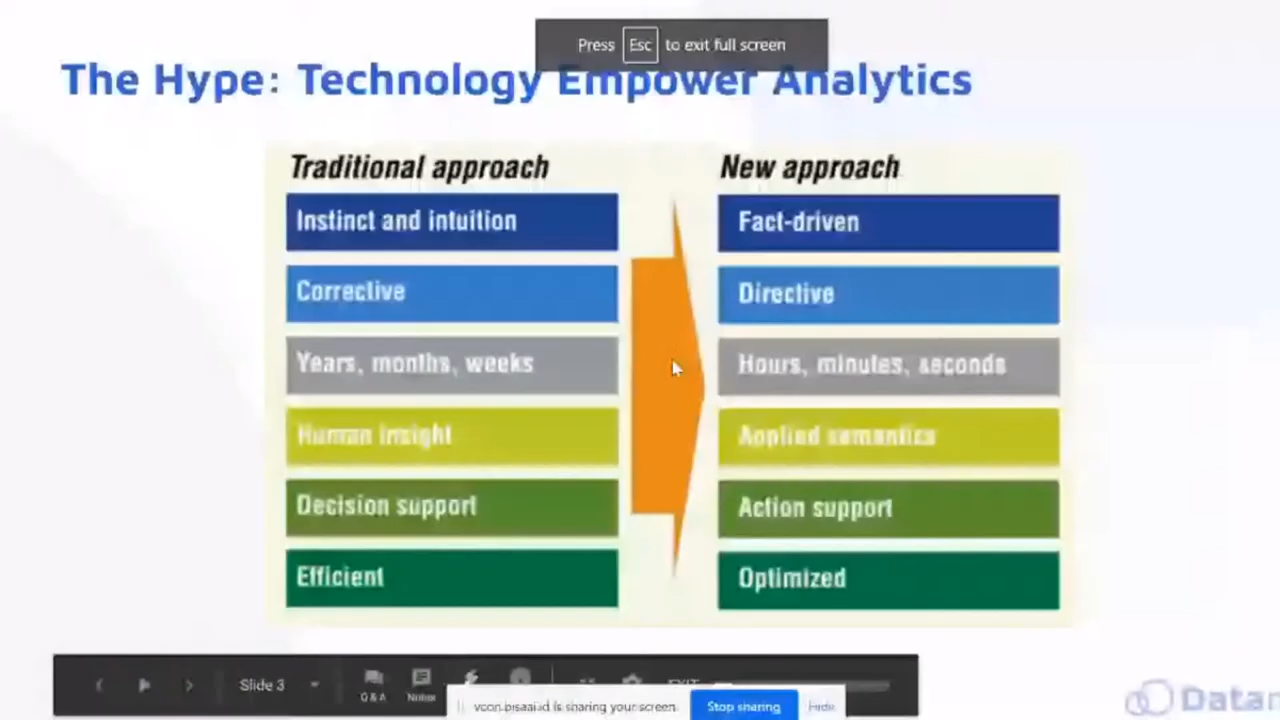 Press Esc to exit full screen
The Hype: Technology Empower Analytics
Traditional approach
New approach
Instinct and intuition
Fact-driven
Corrective
Directive
Years, months, weeks
Hours, minutes, seconds
Human insight
Applied semantics
Decision support
Action support
Efficient
Optimized
Slide 3
Q & A
Notes
EXIT
is sharing your screen.
Stop sharing
Hide